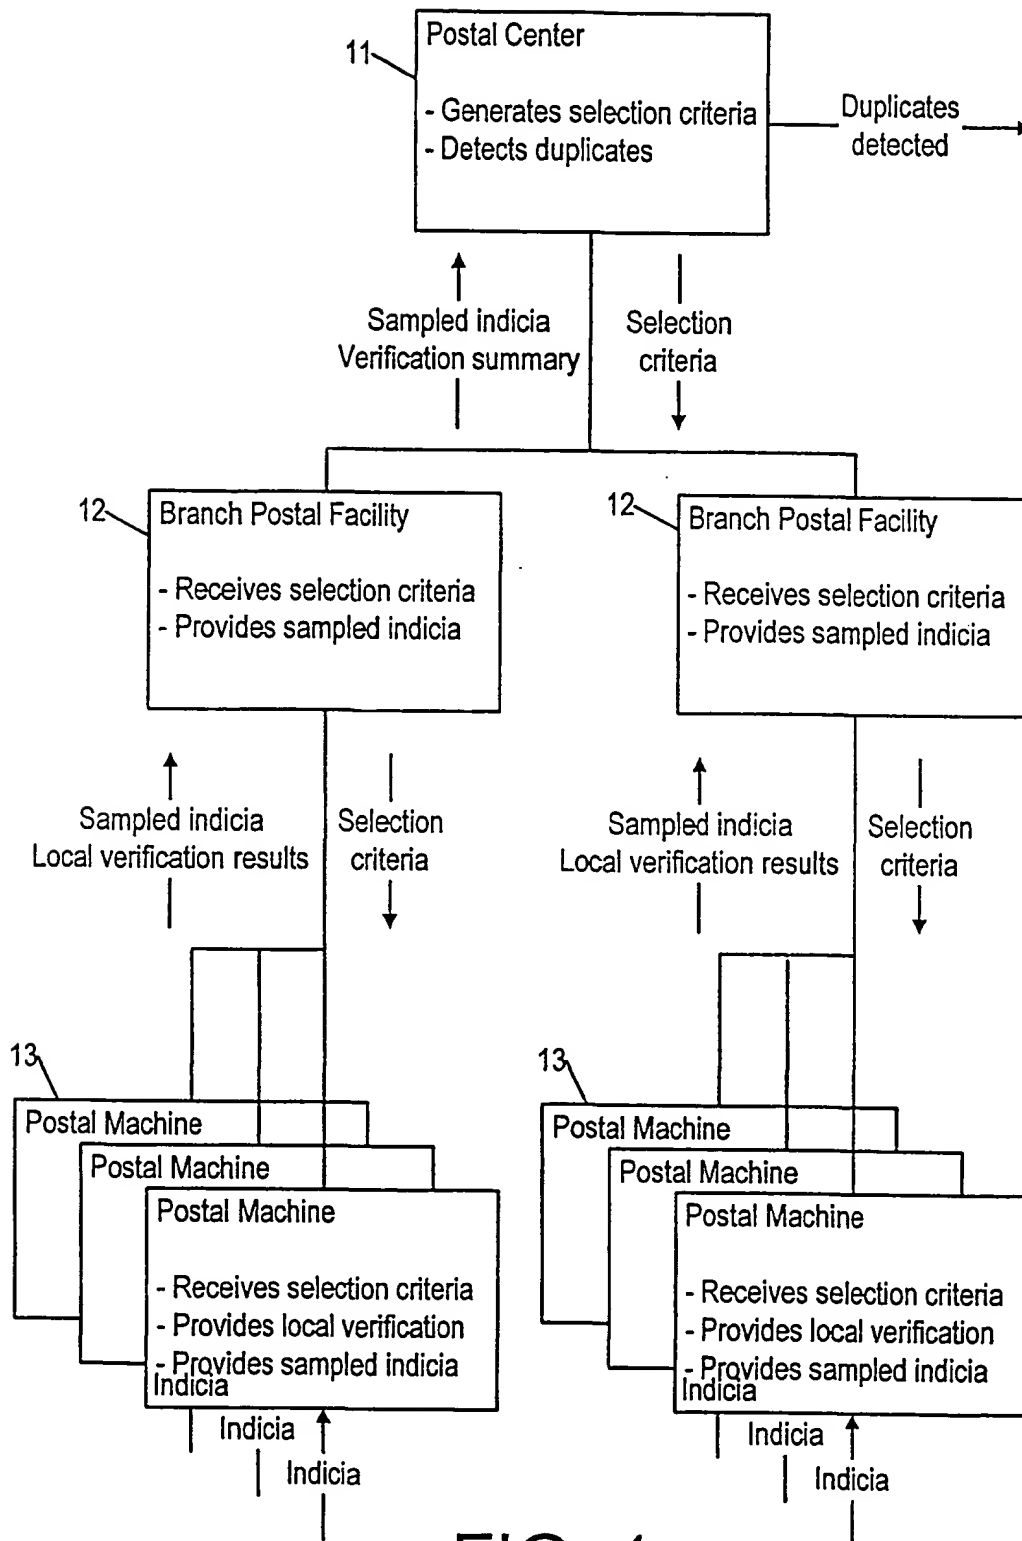 Postal Center
11
- Generates selection criteria
- Detects duplicates
Duplicates
detected
Sampled indicia
Verification summary
Selection
criteria
12
Branch Postal Facility
- Receives selection criteria
- Provides sampled indicia
12
Branch Postal Facility
- Receives selection criteria
- Provides sampled indicia
Sampled indicia
Local verification results
Selection
criteria
Sampled indicia
Local verification results
Selection
criteria
13
Postal Machine
Postal Machine
Postal Machine
- Receives selection criteria
- Provides local verification
- Provides sampled indicia
Indicia
Indicia
Indicia
13
Postal Machine
Postal Machine
Postal Machine
- Receives selection criteria
- Provides local verification
- Provides sampled indicia
Indicia
Indicia
Indicia